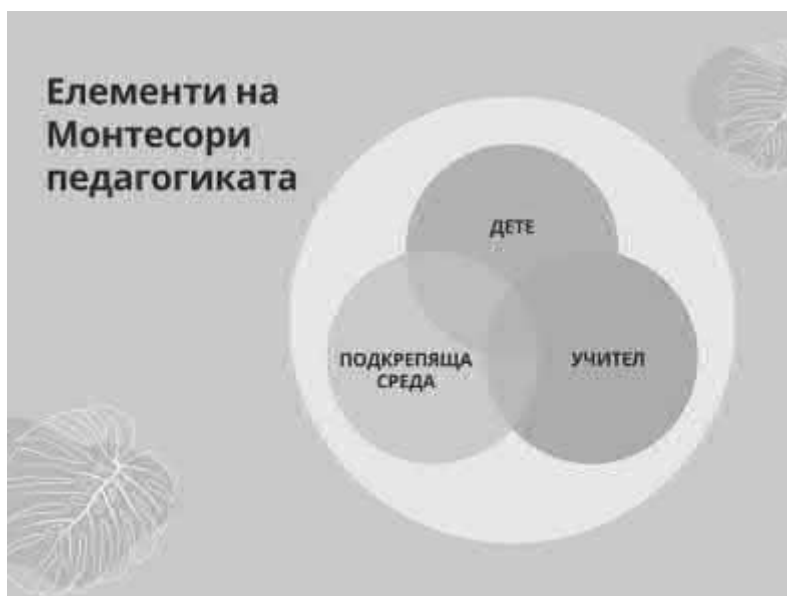 Елементи на
Монтесори
педагогиката
ДЕТЕ
ПОДКРЕПЯЩА
СРЕДА
УЧИТЕЛ